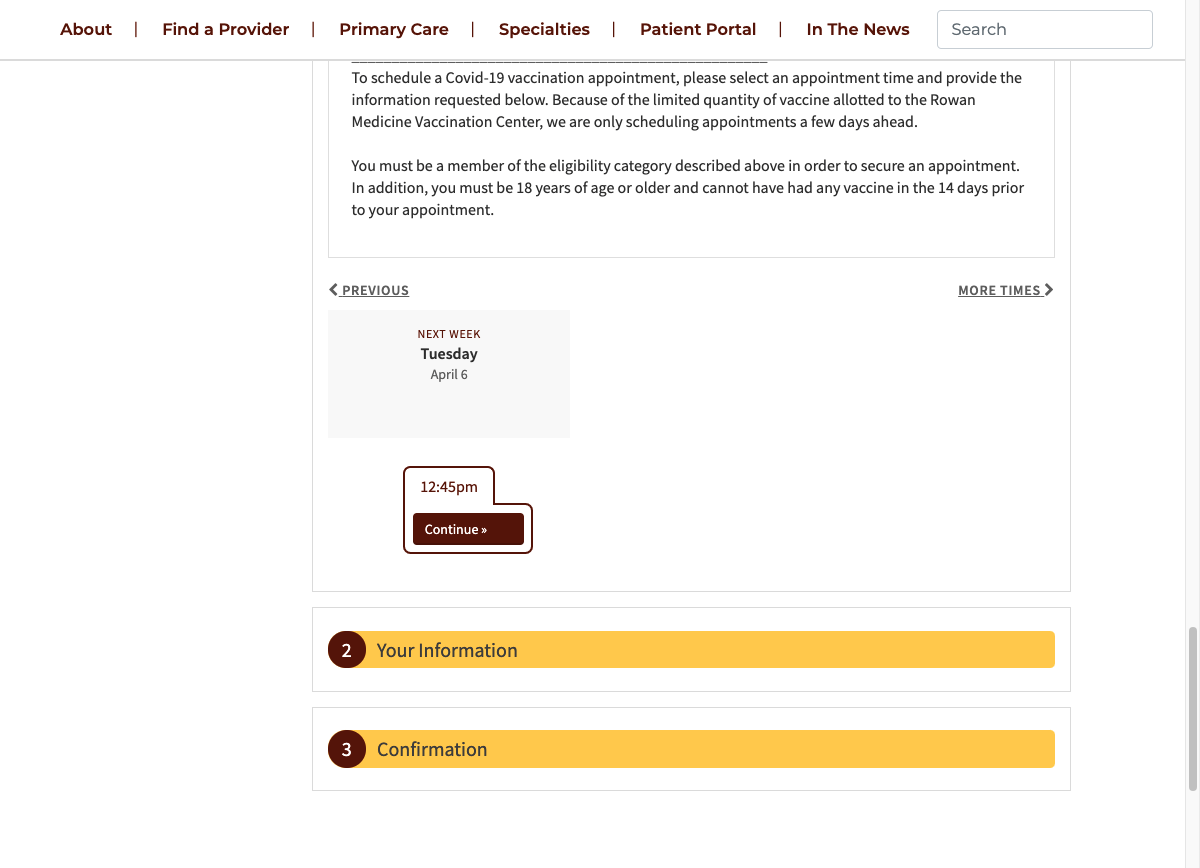 About | Find a Provider | Primary Care | Specialties | Patient Portal | In The News Search
To schedule a Covid-19 vaccination appointment, please select an appointment time and provide the
information requested below. Because of the limited quantity of vaccine allotted to the Rowan
Medicine Vaccination Center, we are only scheduling appointments a few days ahead.
You must be a member of the eligibility category described above in order to secure an appointment.
In addition, you must be 18 years of age or older and cannot have had any vaccine in the 14 days prior
to your appointment.
PREVIOUS MORE TIMES
NEXT WEEK
Tuesday
April 6
12:45pm
Continue »
2 Your Information
3 Confirmation